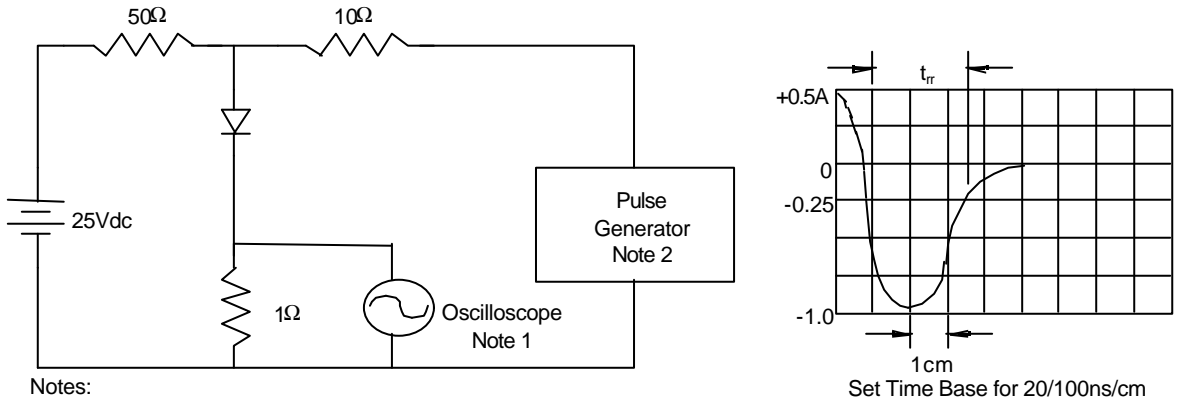 50Ω
10Ω
25Vdc
1Ω
Oscilloscope
Note 1
Pulse
Generator
Note 2
Notes:
trr
+0.5A
0
-0.25
-1.0
1cm
Set Time Base for 20/100ns/cm